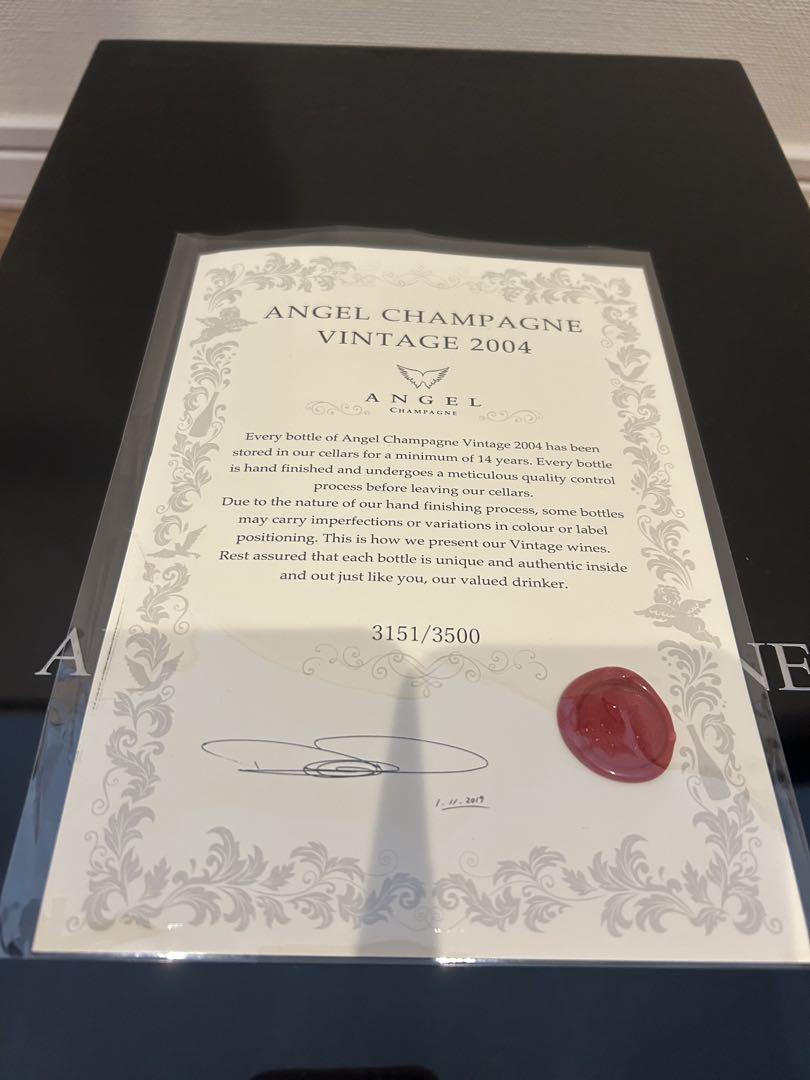 ANGEL CHAMPAGNE
VINTAGE 2004
ANGEL
CHAMPAGNE
Every bottle of Angel Champagne Vintage 2004 has been
stored in our cellars for a minimum of 14 years. Every bottle
is hand finished and undergoes a meticulous quality control
process before leaving our cellars.
Due to the nature of our hand finishing process, some bottles
may carry imperfections or variations in colour or label
positioning. This is how we present our Vintage wines.
Rest assured that each bottle is unique and authentic inside
and out just like you, our valued drinker.
3151/3500
A
NE
1.11.2019